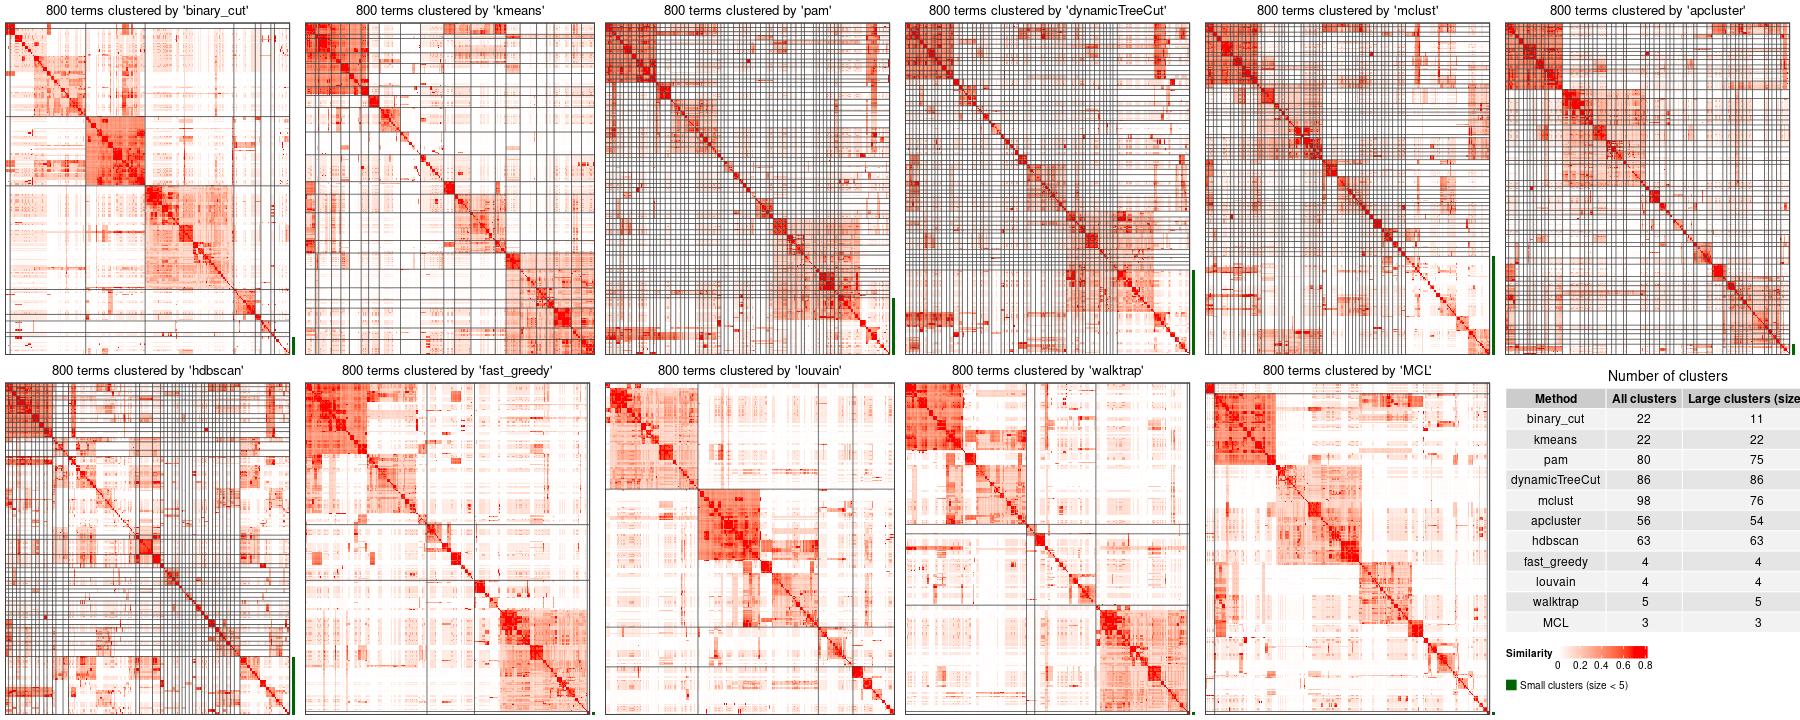 800 terms clustered by 'binary_cut'
800 terms clustered by 'kmeans'
800 terms clustered by 'pam'
800 terms clustered by 'dynamicTreeCut'
800 terms clustered by 'mclust'
800 terms clustered by 'apcluster'
800 terms clustered by 'hdbscan'
800 terms clustered by 'fast_greedy'
800 terms clustered by 'louvain'
800 terms clustered by 'walktrap'
800 terms clustered by 'MCL'
Number of clusters
Method All clusters Large clusters (size
binary_cut 22 11
kmeans 22 22
pam 80 75
dynamicTreeCut 86 86
mclust 98 76
apcluster 56 54
hdbscan 63 63
fast_greedy 4 4
louvain 4 4
walktrap 5 5
MCL 3 3
Similarity
0 0.2 0.4 0.6 0.8
Small clusters (size < 5)